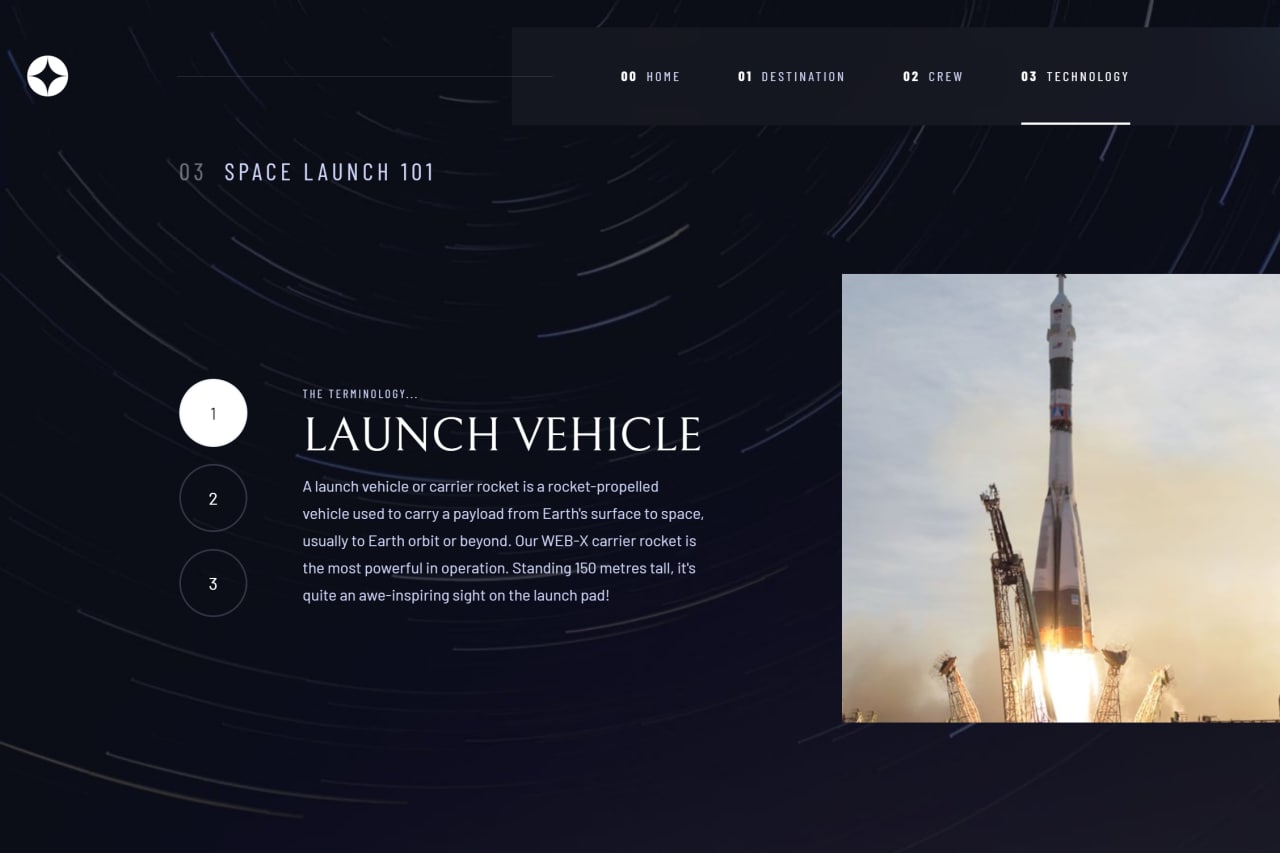 00 HOME
01 DESTINATION
02 CREW
03 TECHNOLOGY
03 SPACE LAUNCH 101
1
2
3
THE TERMINOLOGY...
LAUNCH VEHICLE
A launch vehicle or carrier rocket is a rocket-propelled
vehicle used to carry a payload from Earth's surface to space,
usually to Earth orbit or beyond. Our WEB-X carrier rocket is
the most powerful in operation. Standing 150 metres tall, it's
quite an awe-inspiring sight on the launch pad!